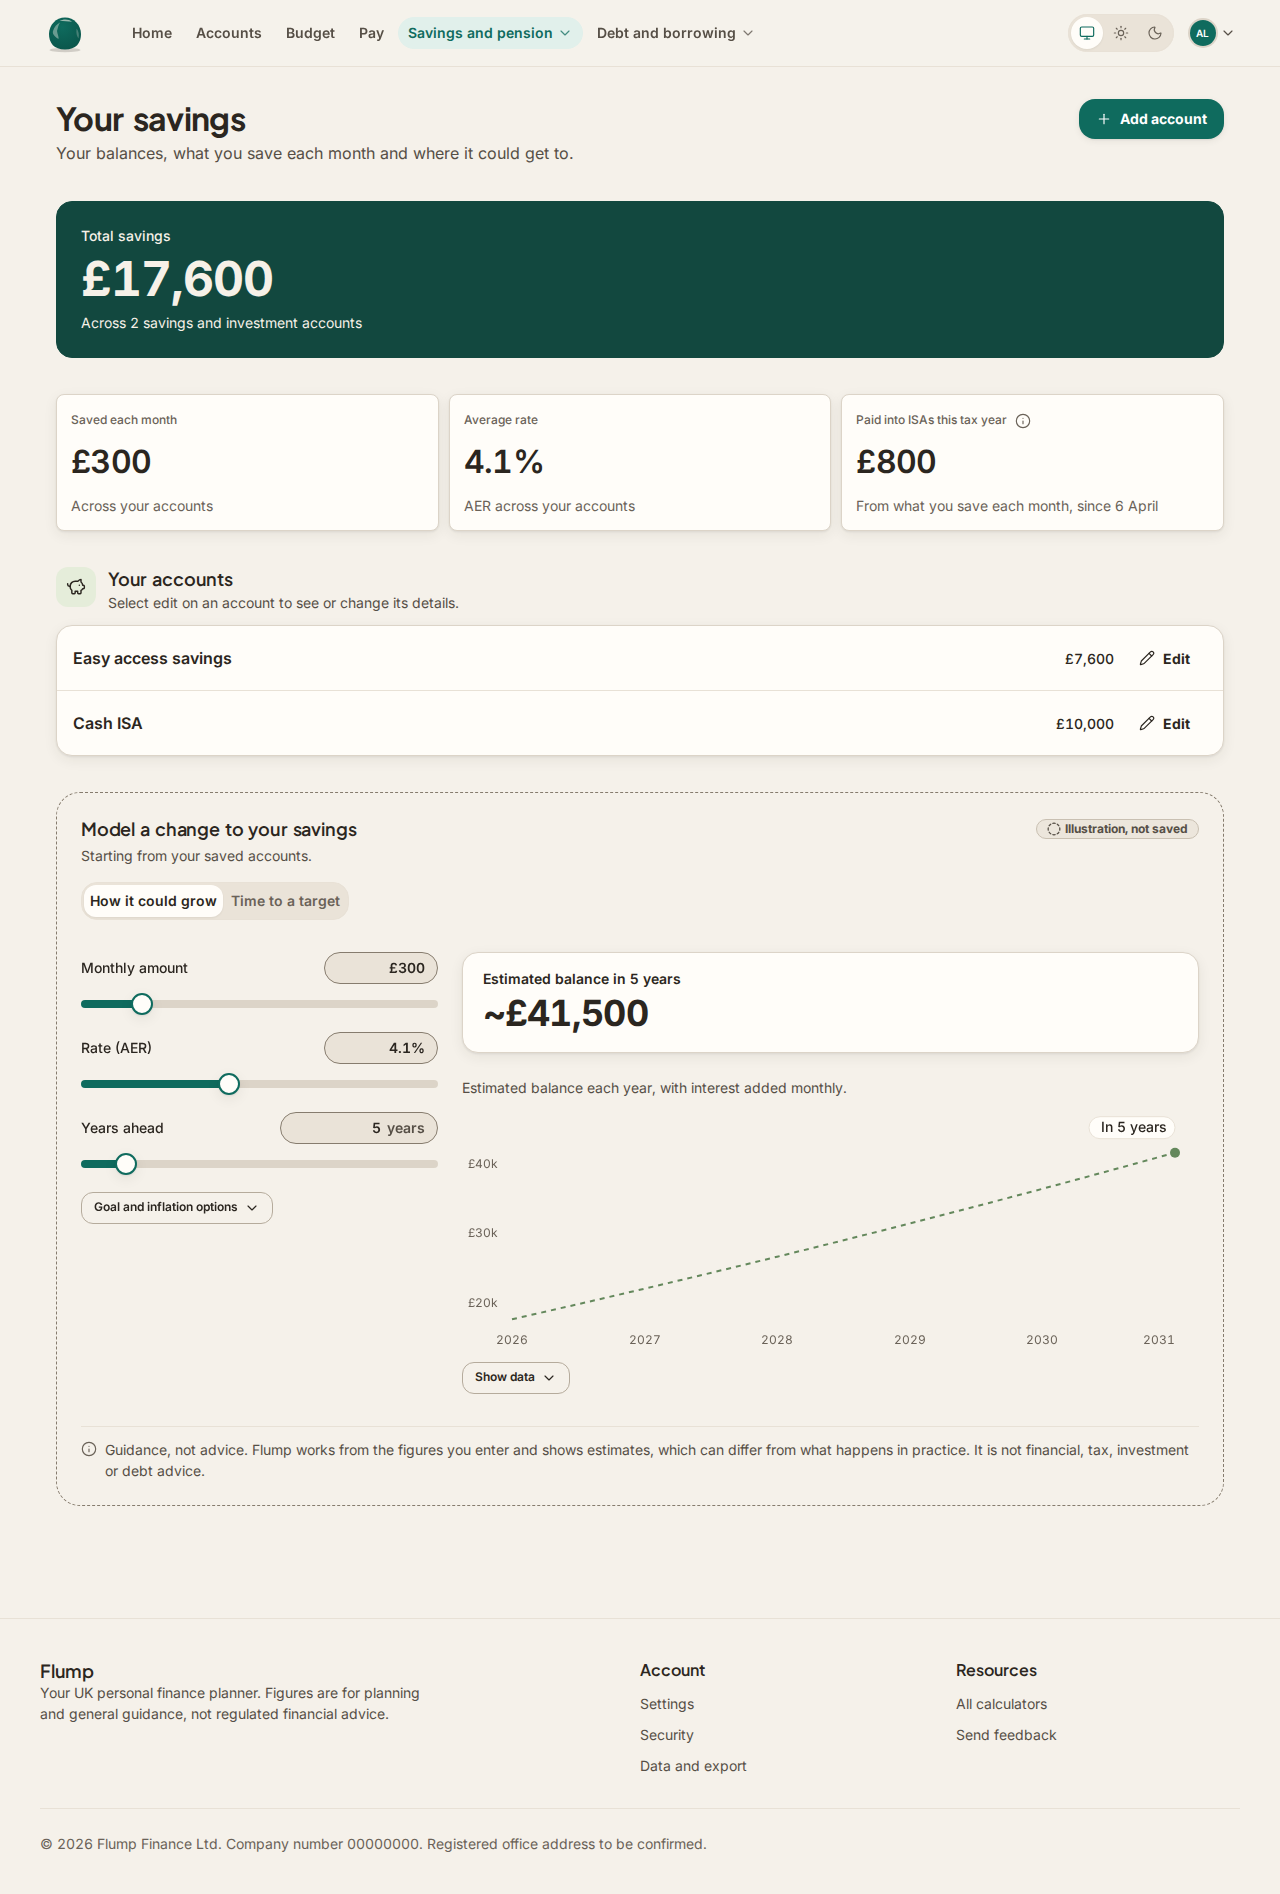 Home
Accounts
Budget
Pay
Savings and pension
Debt and borrowing
AL
Your savings
Your balances, what you save each month and where it could get to.
Add account
Total savings
£17,600
Across 2 savings and investment accounts
Saved each month
£300
Across your accounts
Average rate
4.1%
AER across your accounts
Paid into ISAs this tax year
£800
From what you save each month, since 6 April
Your accounts
Select edit on an account to see or change its details.
Easy access savings
£7,600
Edit
Cash ISA
£10,000
Edit
Model a change to your savings
Illustration, not saved
Starting from your saved accounts.
How it could grow
Time to a target
Monthly amount
£300
Rate (AER)
4.1%
Years ahead
5 years
Goal and inflation options
Estimated balance in 5 years
~£41,500
Estimated balance each year, with interest added monthly.
In 5 years
£40k
£30k
£20k
2026
2027
2028
2029
2030
2031
Show data
Guidance, not advice. Flump works from the figures you enter and shows estimates, which can differ from what happens in practice. It is not financial, tax, investment
or debt advice.
Flump
Your UK personal finance planner. Figures are for planning
and general guidance, not regulated financial advice.
Account
Settings
Security
Data and export
Resources
All calculators
Send feedback
© 2026 Flump Finance Ltd. Company number 00000000. Registered office address to be confirmed.